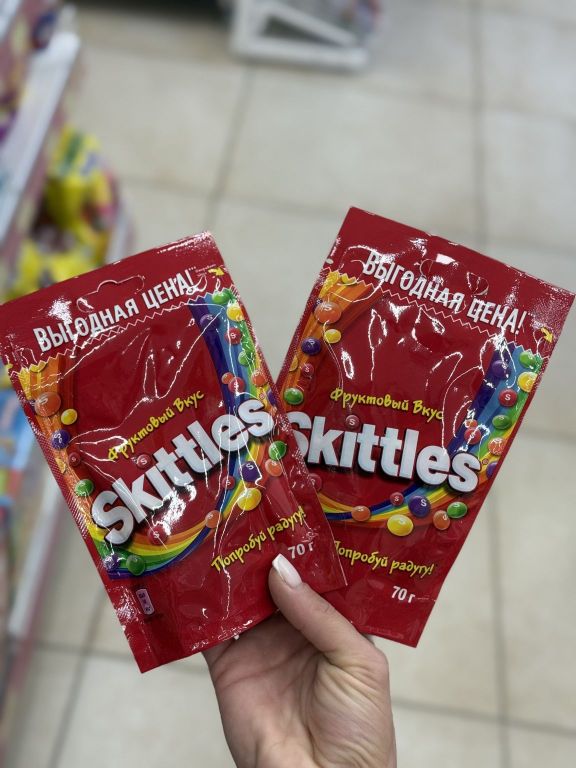 ВЫГОДНАЯ ЦЕНА!
Фруктовый Вкус
Skittles
Попробуй радугу!
70 г
ВЫГОДНАЯ ЦЕНА!
Фруктовый Вкус
Skittles
Попробуй радугу!
70 г